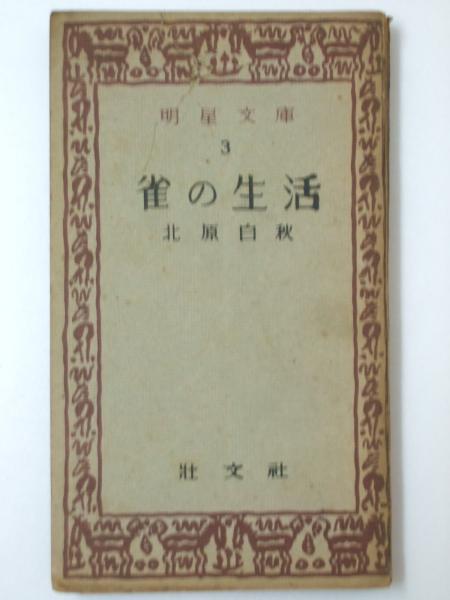 明星文庫
3
雀の生活
北原白秋
壯文社